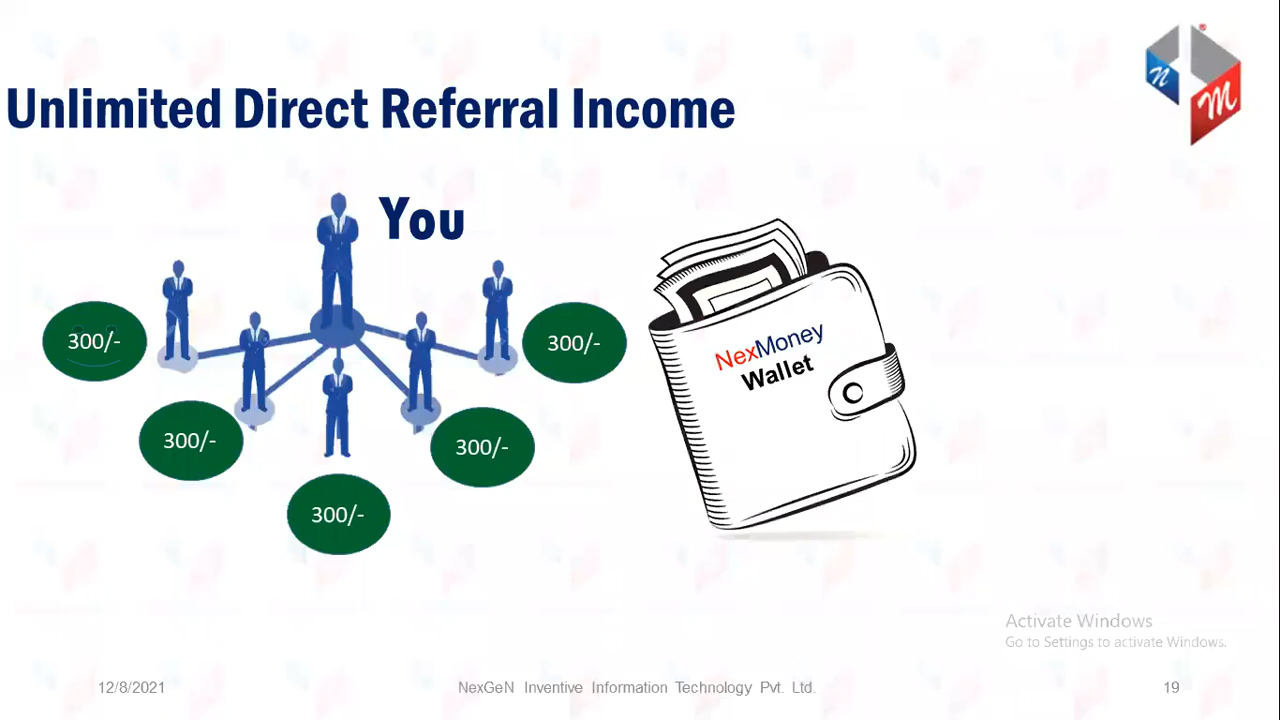 Unlimited Direct Referral Income
You
300/-
300/-
300/-
300/-
300/-
NexMoney
Wallet
n
M
Activate Windows
Go to Settings to activate Windows.
12/8/2021
NexGeN Inventive Information Technology Pvt. Ltd.
19